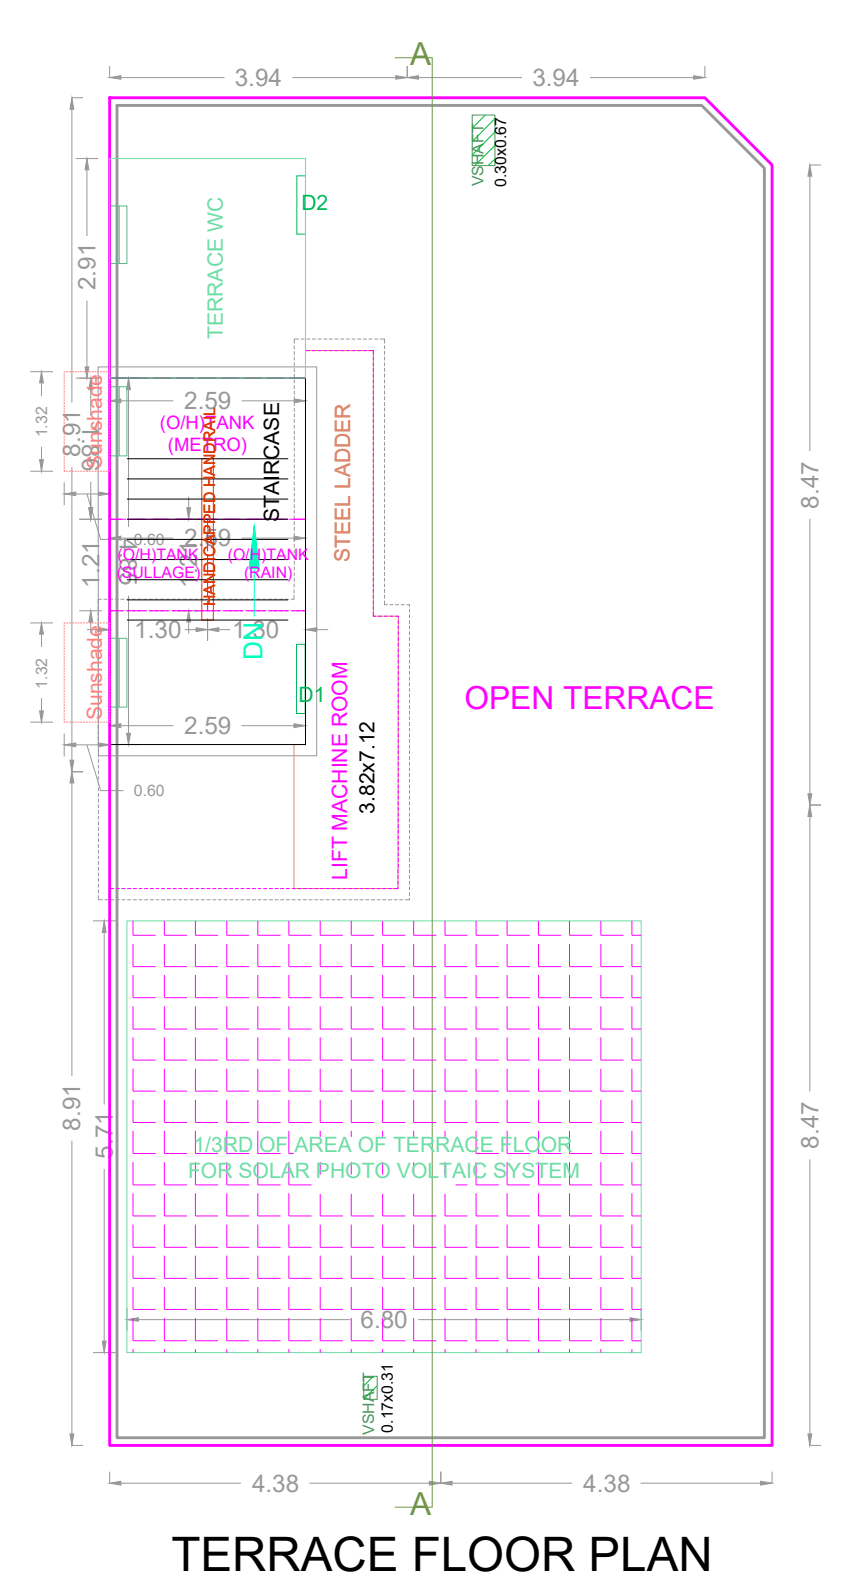 A
3.94
3.94
VSHAFT
0.30x0.67
D2
TERRACE WC
2.91
8.47
1.32
Sunshade
8.91
2.59
(O/H)TANK
(METRO)
HANDICAPPED HANDRAIL
STAIRCASE
STEEL LADDER
0.60
2.59
(O/H)TANK
(SULLAGE)
(O/H)TANK
(RAIN)
1.21
1.30
1.30
DN
1.32
Sunshade
D1
2.59
LIFT MACHINE ROOM
3.82x7.12
OPEN TERRACE
0.60
8.91
5.71
8.47
1/3RD OF AREA OF TERRACE FLOOR
FOR SOLAR PHOTO VOLTAIC SYSTEM
6.80
VSHAFT
0.17x0.31
4.38
4.38
A
TERRACE FLOOR PLAN